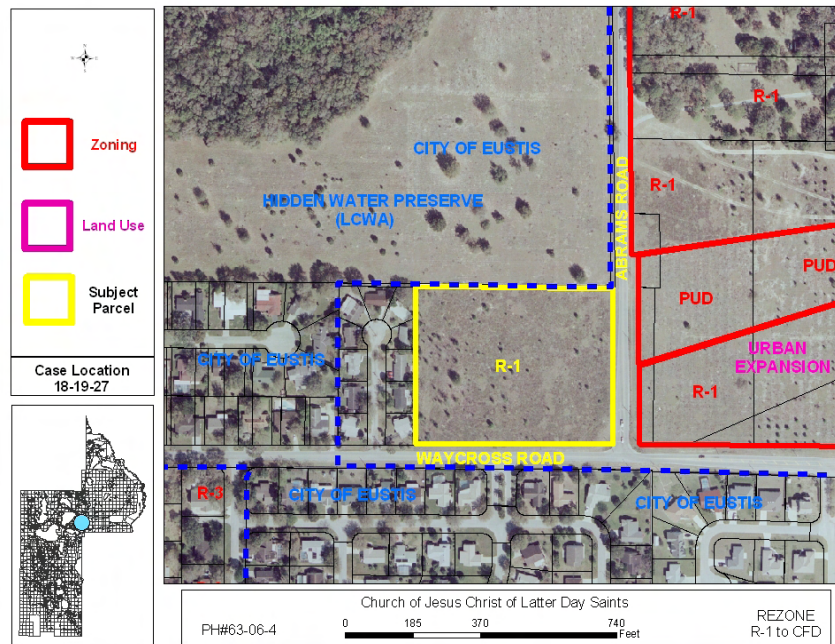 Zoning
Land Use
Subject
Parcel
Case Location
18-19-27
R-1
R-1
CITY OF EUSTIS
HIDDEN WATER PRESERVE
(LCWA)
ABRAMS ROAD
R-1
PUD
PUD
CITY OF EUSTIS
R-1
URBAN
EXPANSION
R-1
WAYCROSS ROAD
R-3
CITY OF EUSTIS
CITY OF EUSTIS
Church of Jesus Christ of Latter Day Saints
PH#63-06-4
0 185 370 740
Feet
REZONE
R-1 to CFD